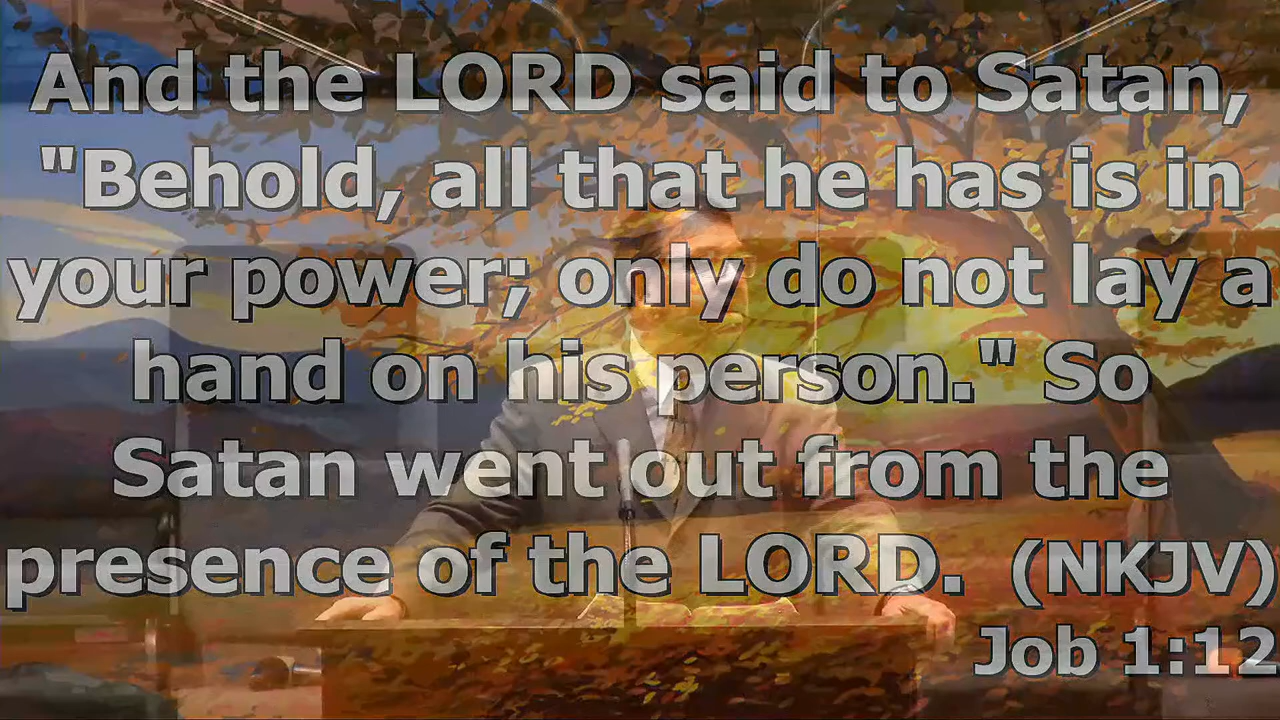 And the LORD said to Satan,
"Behold, all that he has is in
your power; only do not lay a
hand on his person." So
Satan went out from the
presence of the LORD. (NKJV)
Job 1:12